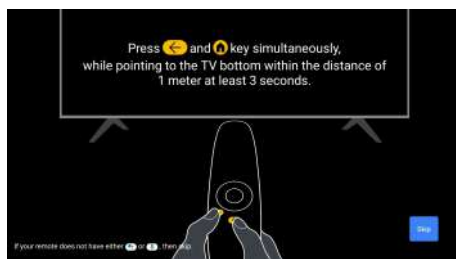 Press and key simultaneously,
while pointing to the TV bottom within the distance of
1 meter at least 3 seconds.
Skip
If your remote does not have either or , then skip